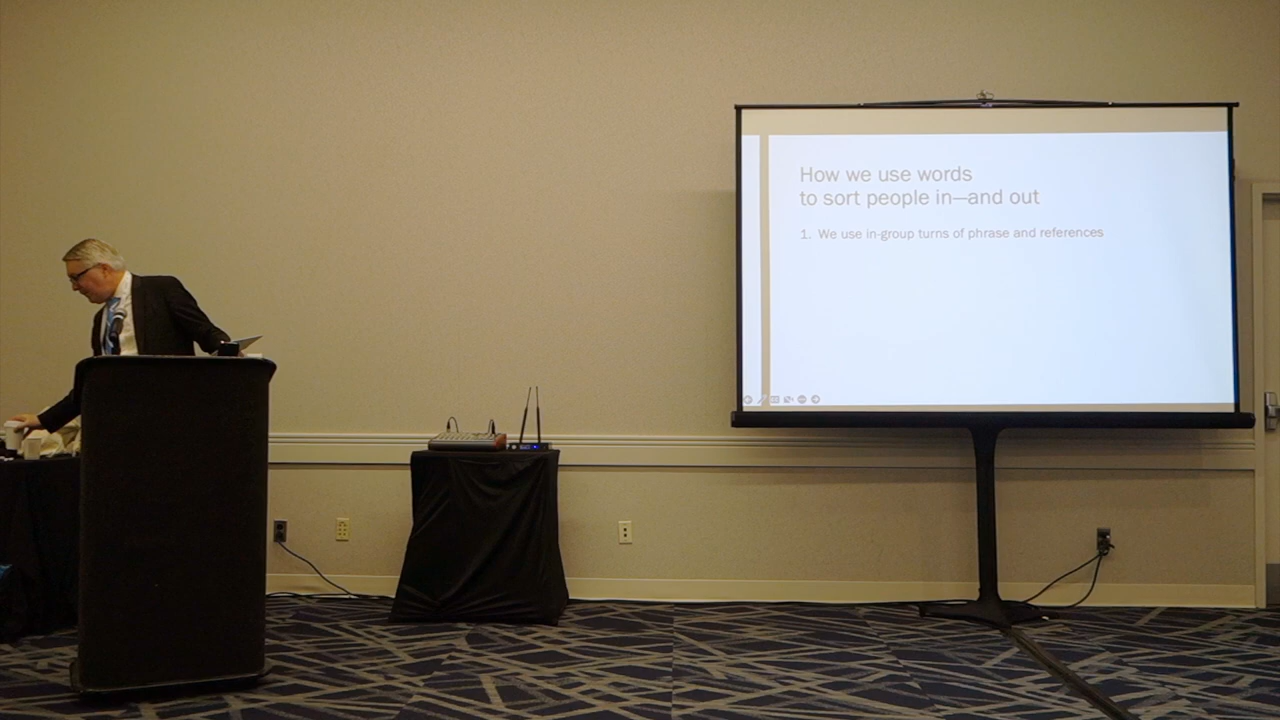 How we use words
to sort people in—and out
1. We use in-group turns of phrase and references